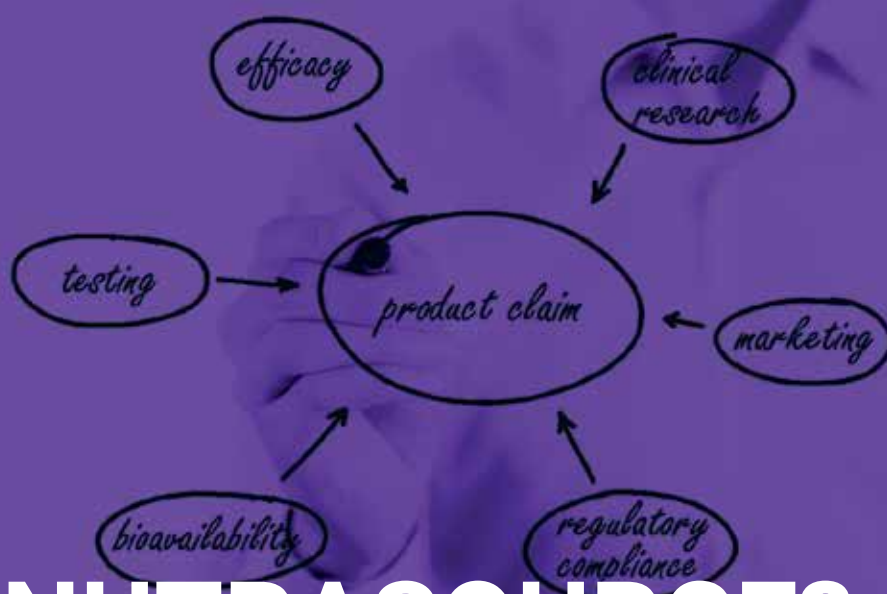 efficacy
clinical
research
testing
product claim
marketing
bioavailability
regulatory
compliance